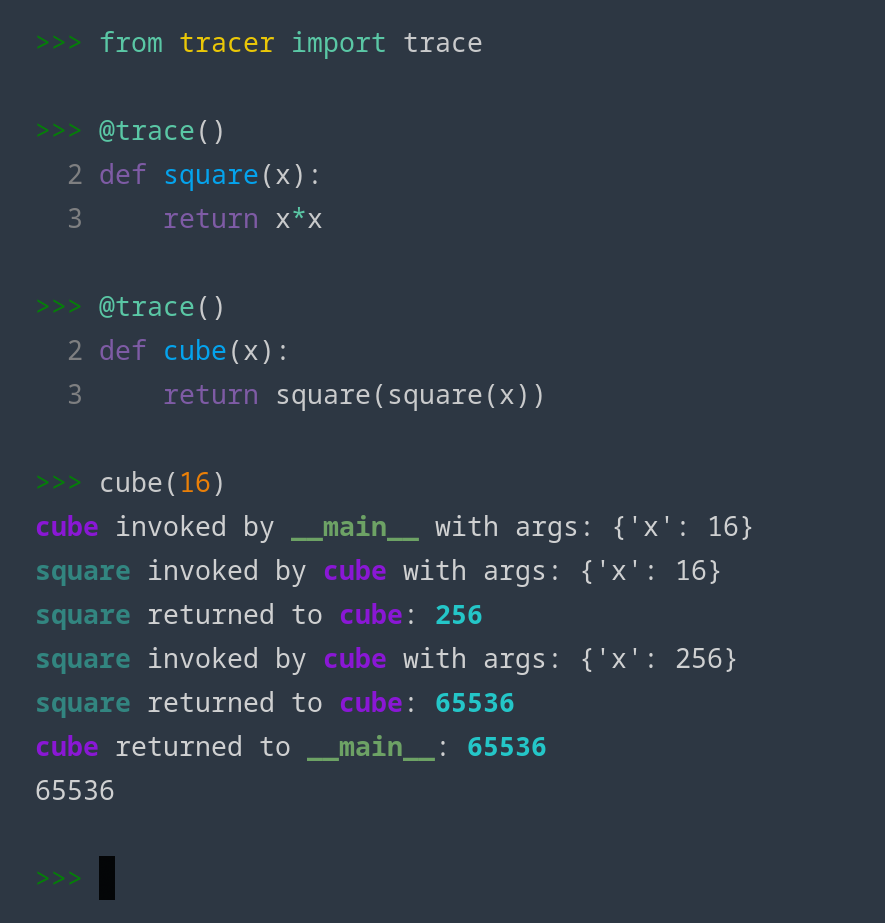 >>> from tracer import trace
>>> @trace()
  2 def square(x):
  3     return x*x
>>> @trace()
  2 def cube(x):
  3     return square(square(x))
>>> cube(16)
cube invoked by __main__ with args: {'x': 16}
square invoked by cube with args: {'x': 16}
square returned to cube: 256
square invoked by cube with args: {'x': 256}
square returned to cube: 65536
cube returned to __main__: 65536
65536
>>>